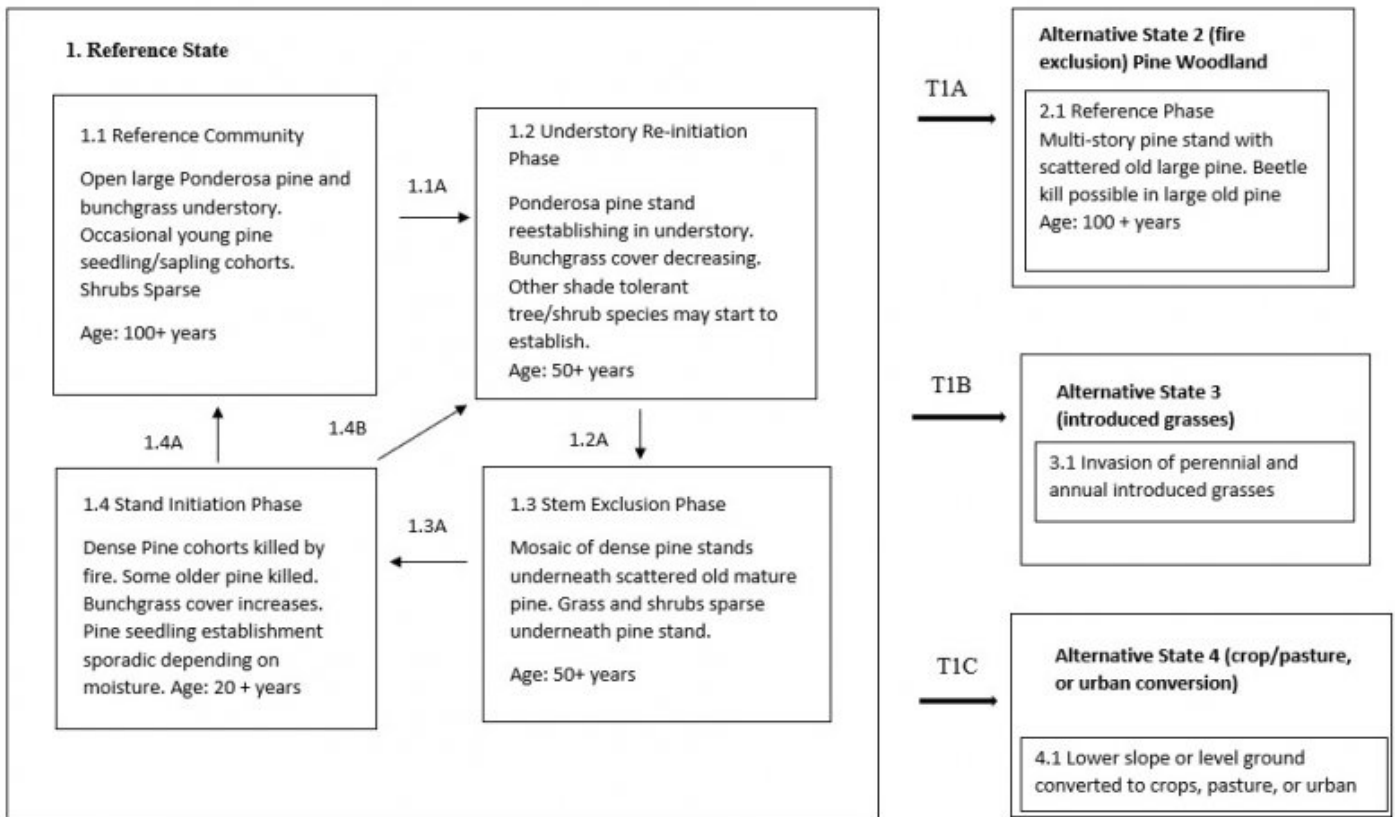 1. Reference State
1.1 Reference Community
Open large Ponderosa pine and
bunchgrass understory.
Occasional young pine
seedling/sapling cohorts.
Shrubs Sparse
Age: 100+ years
1.1A
1.2 Understory Re-initiation
Phase
Ponderosa pine stand
reestablishing in understory.
Bunchgrass cover decreasing.
Other shade tolerant
tree/shrub species may start to
establish.
Age: 50+ years
1.4A
1.4B
1.2A
1.4 Stand Initiation Phase
Dense Pine cohorts killed by
fire. Some older pine killed.
Bunchgrass cover increases.
Pine seedling establishment
sporadic depending on
moisture. Age: 20 + years
1.3A
1.3 Stem Exclusion Phase
Mosaic of dense pine stands
underneath scattered old mature
pine. Grass and shrubs sparse
underneath pine stand.
Age: 50+ years
T1A
Alternative State 2 (fire
exclusion) Pine Woodland
2.1 Reference Phase
Multi-story pine stand with
scattered old large pine. Beetle
kill possible in large old pine
Age: 100 + years
T1B
Alternative State 3
(introduced grasses)
3.1 Invasion of perennial and
annual introduced grasses
T1C
Alternative State 4 (crop/pasture,
or urban conversion)
4.1 Lower slope or level ground
converted to crops, pasture, or urban